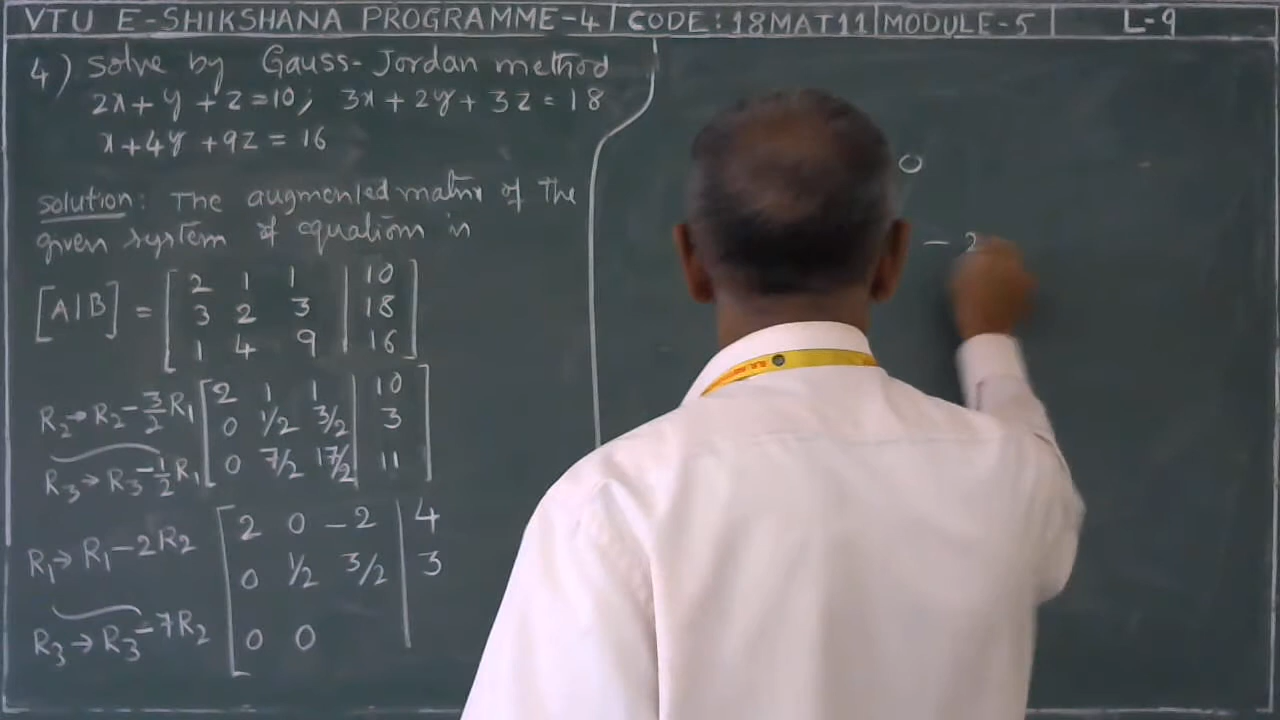 VTU E-SHIKSHANA PROGRAMME-4 | CODE: 18MAT11 | MODULE-5 | L-9
4) Solve by Gauss-Jordan method
2x+y+z=10; 3x+2y+3z=18
x+4y+9z=16
Solution: The augmented matrix of the
given system of equation is
[A|B] = [2 1 1 | 10]
3 2 3 | 18
1 4 9 | 16
R2→R2-3/2R1 [2 1 1 | 10]
0 1/2 3/2 | 3
R3→R3-1/2R1 0 7/2 17/2 | 11
R1→R1-2R2 [2 0 -2 | 4
0 1/2 3/2 | 3
R3→R3-7R2 0 0 |
0
- 2